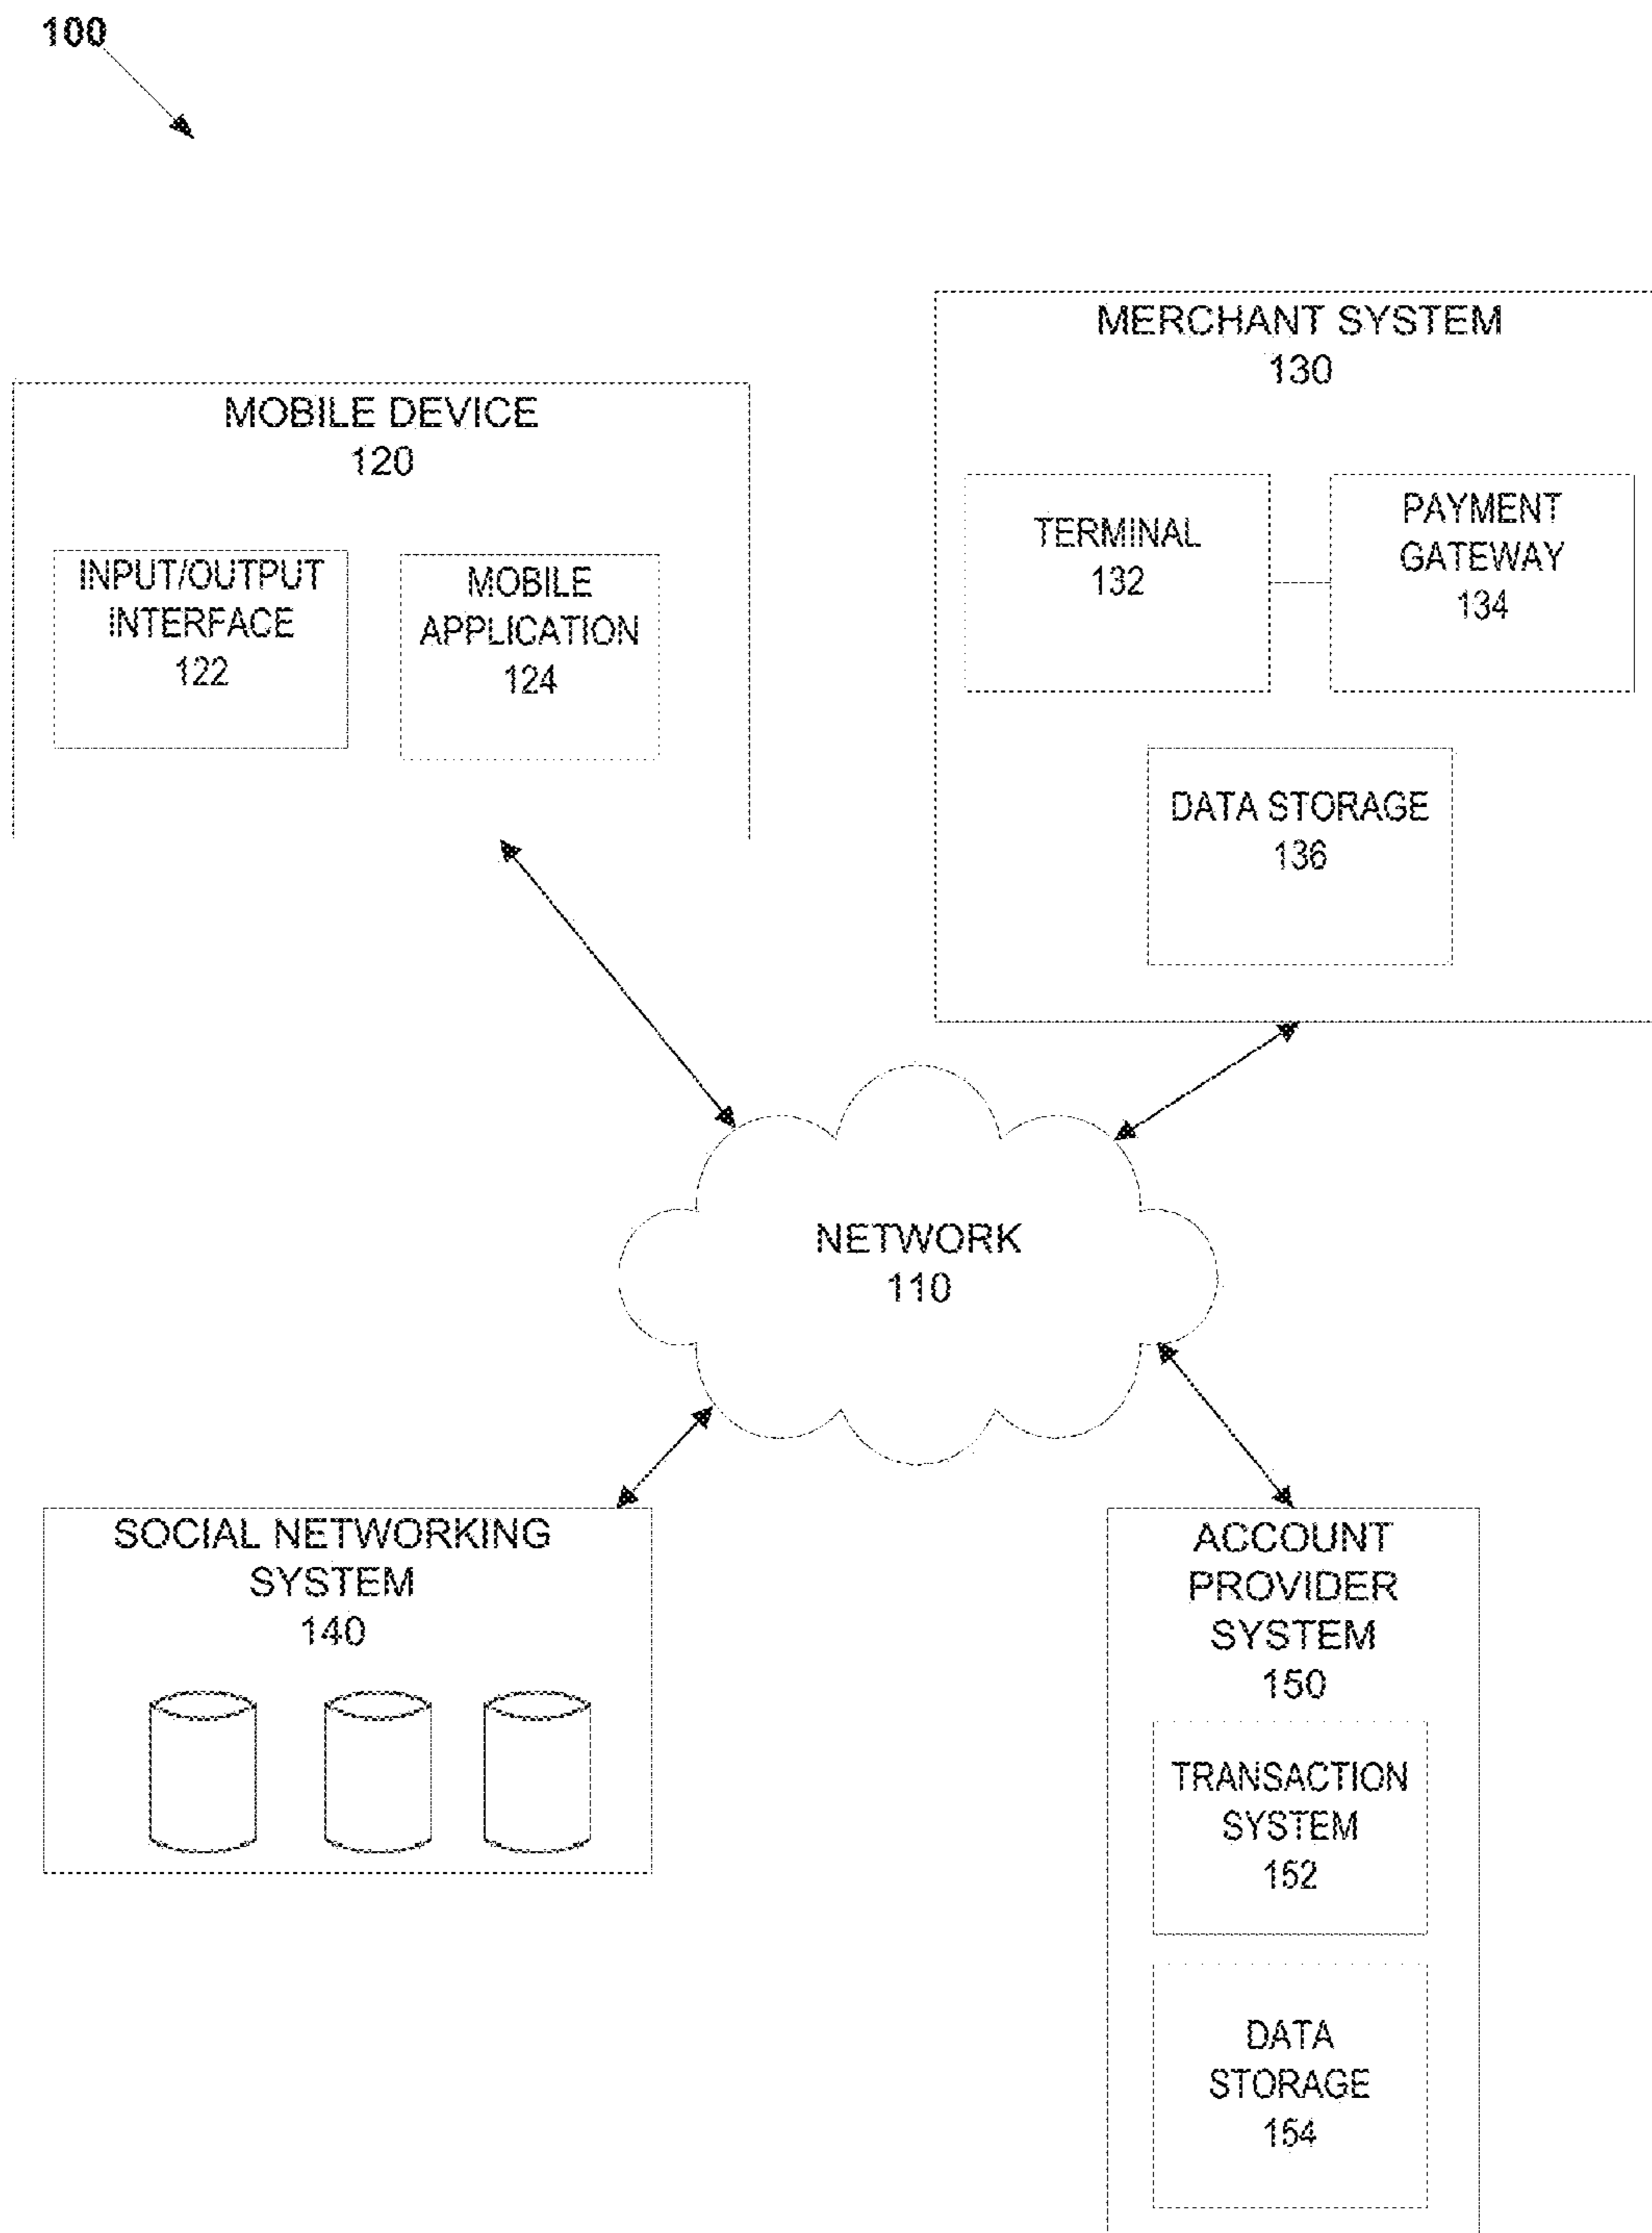 100
MERCHANT SYSTEM
130
MOBILE DEVICE
120
TERMINAL
132
PAYMENT
GATEWAY
134
INPUT/OUTPUT
INTERFACE
122
MOBILE
APPLICATION
124
DATA STORAGE
136
NETWORK
110
SOCIAL NETWORKING
SYSTEM
140
ACCOUNT
PROVIDER
SYSTEM
150
TRANSACTION
SYSTEM
152
DATA
STORAGE
154